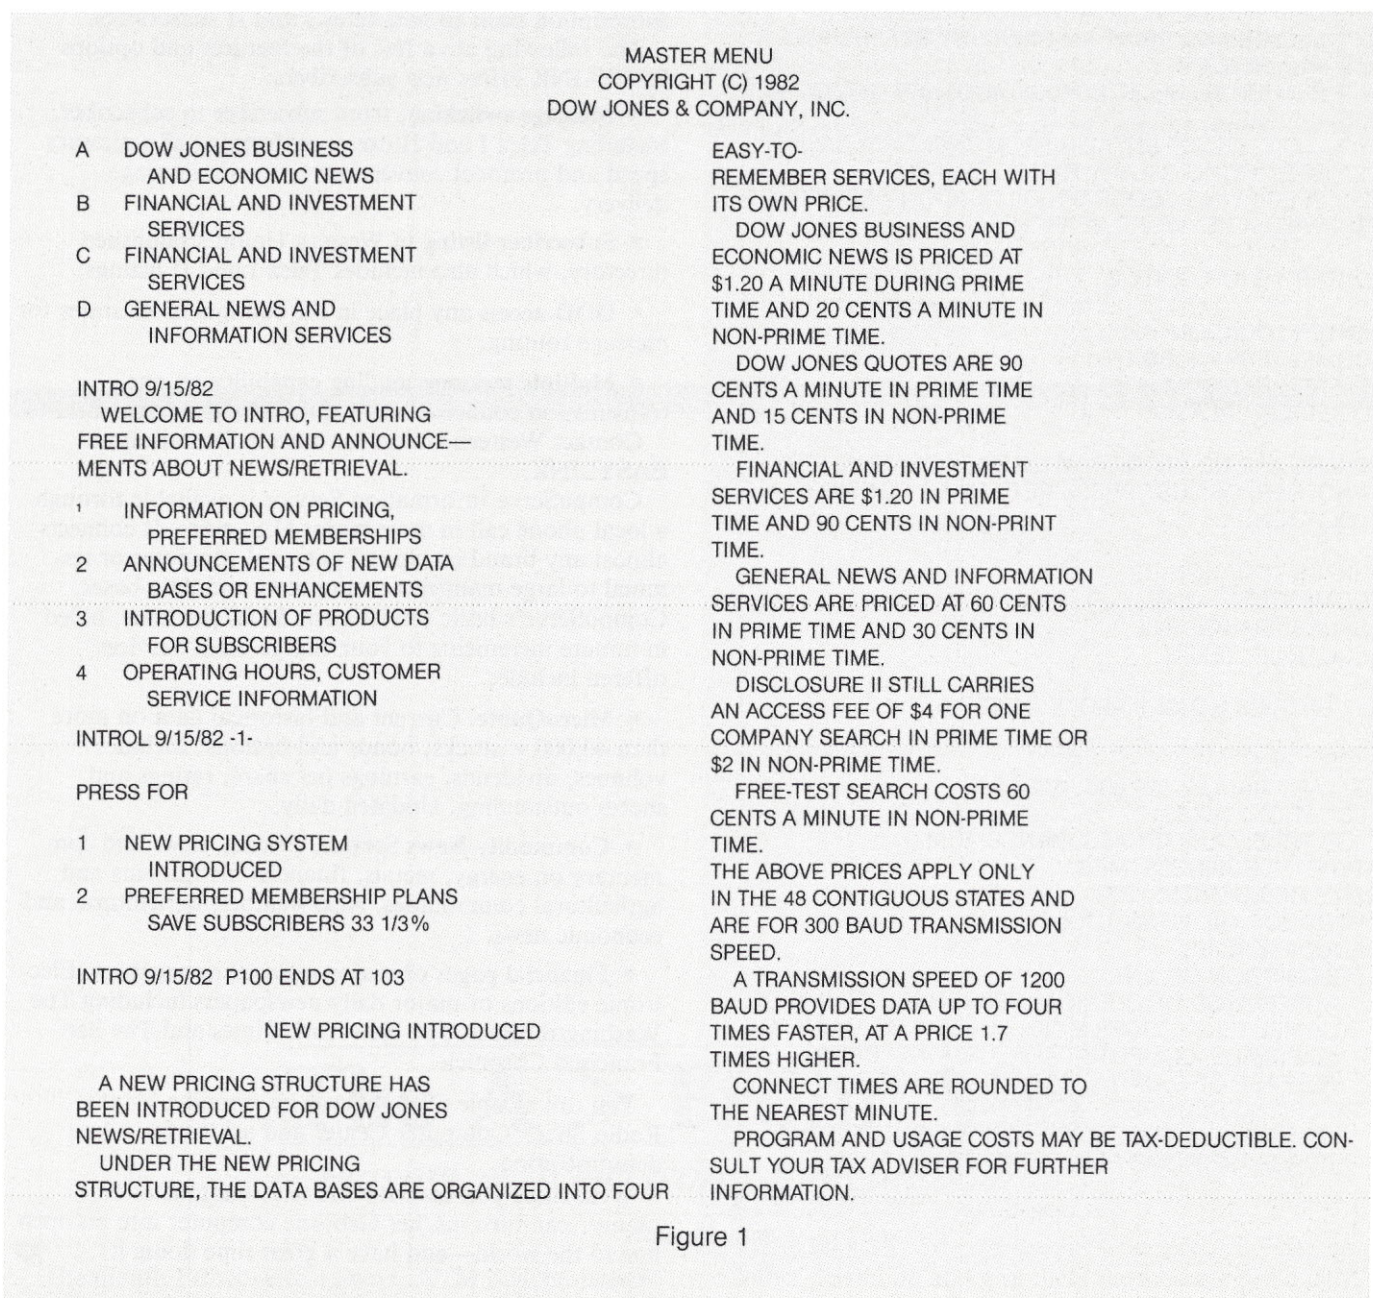 MASTER MENU
COPYRIGHT (C) 1982
DOW JONES & COMPANY, INC.
A DOW JONES BUSINESS
AND ECONOMIC NEWS
B FINANCIAL AND INVESTMENT
SERVICES
C FINANCIAL AND INVESTMENT
SERVICES
D GENERAL NEWS AND
INFORMATION SERVICES
INTRO 9/15/82
WELCOME TO INTRO, FEATURING
FREE INFORMATION AND ANNOUNCE—
MENTS ABOUT NEWS/RETRIEVAL.
1 INFORMATION ON PRICING,
PREFERRED MEMBERSHIPS
2 ANNOUNCEMENTS OF NEW DATA
BASES OR ENHANCEMENTS
3 INTRODUCTION OF PRODUCTS
FOR SUBSCRIBERS
4 OPERATING HOURS, CUSTOMER
SERVICE INFORMATION
INTROL 9/15/82 -1-
PRESS FOR
1 NEW PRICING SYSTEM
INTRODUCED
2 PREFERRED MEMBERSHIP PLANS
SAVE SUBSCRIBERS 33 1/3%
INTRO 9/15/82 P100 ENDS AT 103
NEW PRICING INTRODUCED
A NEW PRICING STRUCTURE HAS
BEEN INTRODUCED FOR DOW JONES
NEWS/RETRIEVAL.
UNDER THE NEW PRICING
STRUCTURE, THE DATA BASES ARE ORGANIZED INTO FOUR
EASY-TO-
REMEMBER SERVICES, EACH WITH
ITS OWN PRICE.
DOW JONES BUSINESS AND
ECONOMIC NEWS IS PRICED AT
$1.20 A MINUTE DURING PRIME
TIME AND 20 CENTS A MINUTE IN
NON-PRIME TIME.
DOW JONES QUOTES ARE 90
CENTS A MINUTE IN PRIME TIME
AND 15 CENTS IN NON-PRIME
TIME.
FINANCIAL AND INVESTMENT
SERVICES ARE $1.20 IN PRIME
TIME AND 90 CENTS IN NON-PRINT
TIME.
GENERAL NEWS AND INFORMATION
SERVICES ARE PRICED AT 60 CENTS
IN PRIME TIME AND 30 CENTS IN
NON-PRIME TIME.
DISCLOSURE II STILL CARRIES
AN ACCESS FEE OF $4 FOR ONE
COMPANY SEARCH IN PRIME TIME OR
$2 IN NON-PRIME TIME.
FREE-TEST SEARCH COSTS 60
CENTS A MINUTE IN NON-PRIME
TIME.
THE ABOVE PRICES APPLY ONLY
IN THE 48 CONTIGUOUS STATES AND
ARE FOR 300 BAUD TRANSMISSION
SPEED.
A TRANSMISSION SPEED OF 1200
BAUD PROVIDES DATA UP TO FOUR
TIMES FASTER, AT A PRICE 1.7
TIMES HIGHER.
CONNECT TIMES ARE ROUNDED TO
THE NEAREST MINUTE.
PROGRAM AND USAGE COSTS MAY BE TAX-DEDUCTIBLE. CON-
SULT YOUR TAX ADVISER FOR FURTHER
INFORMATION.
Figure 1